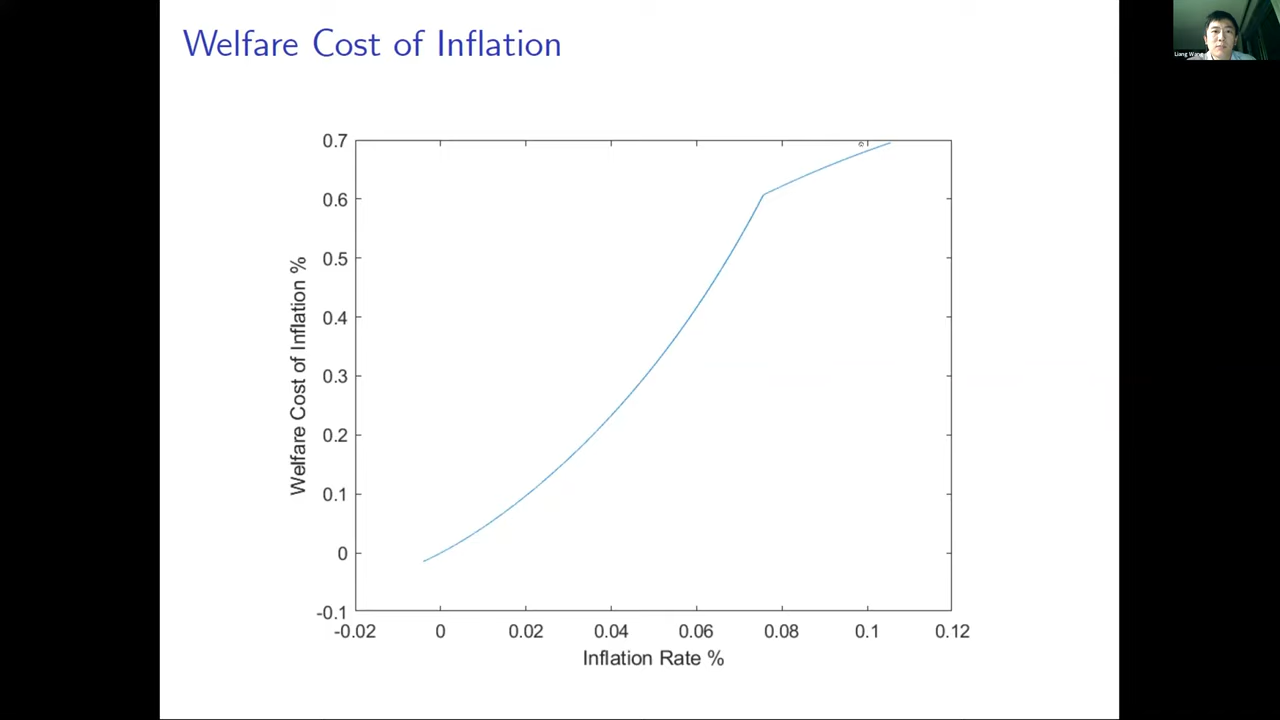 Welfare Cost of Inflation
Liang Wang
0.7
0.6
0.5
0.4
0.3
0.2
0.1
0
-0.1
Welfare Cost of Inflation %
-0.02 0 0.02 0.04 0.06 0.08 0.1 0.12
Inflation Rate %